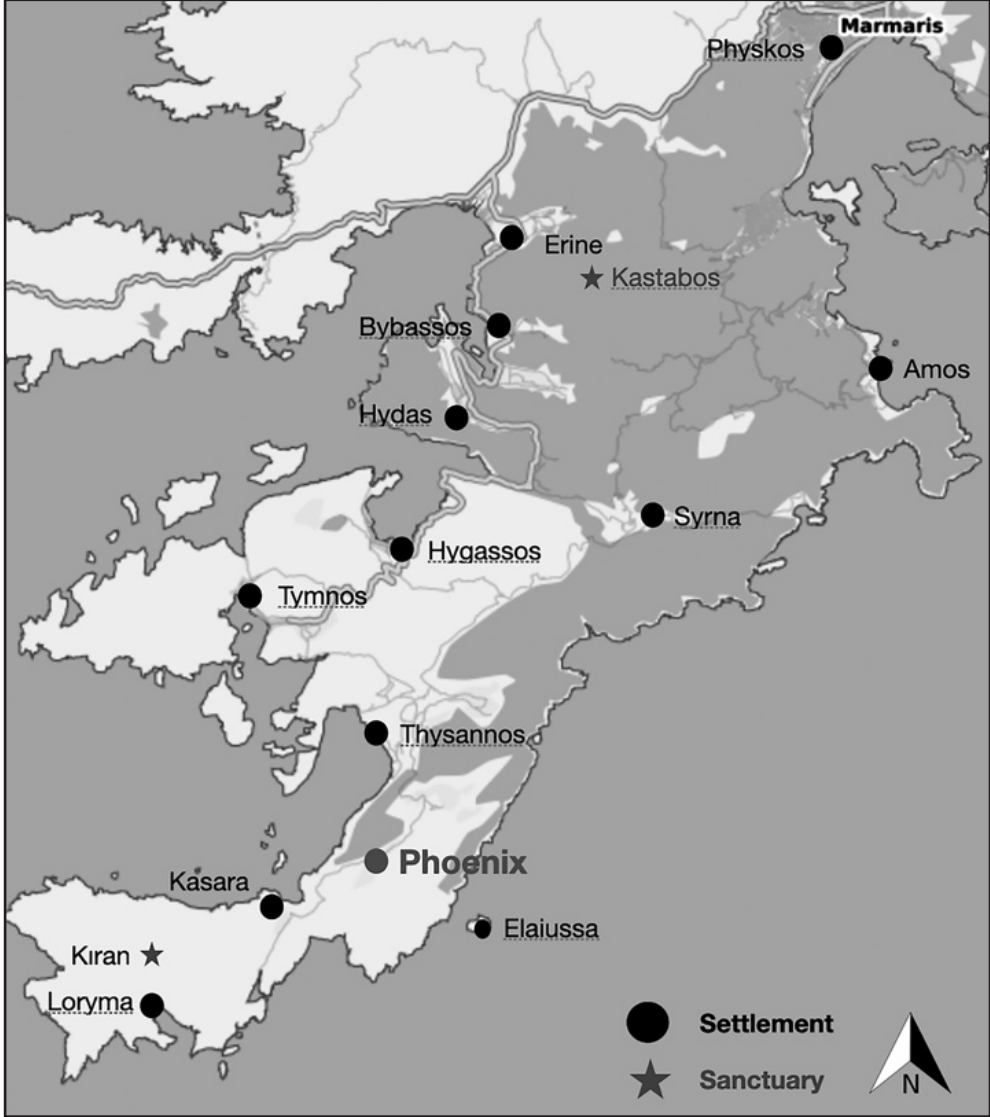 Marmaris
Physkos
Erine
Kastabos
Bybassos
Amos
Hydas
Syrna
Hygassos
Tymnos
Thysannos
Phoenix
Kasara
Elaiussa
Kıran
Loryma
Settlement
Sanctuary
N